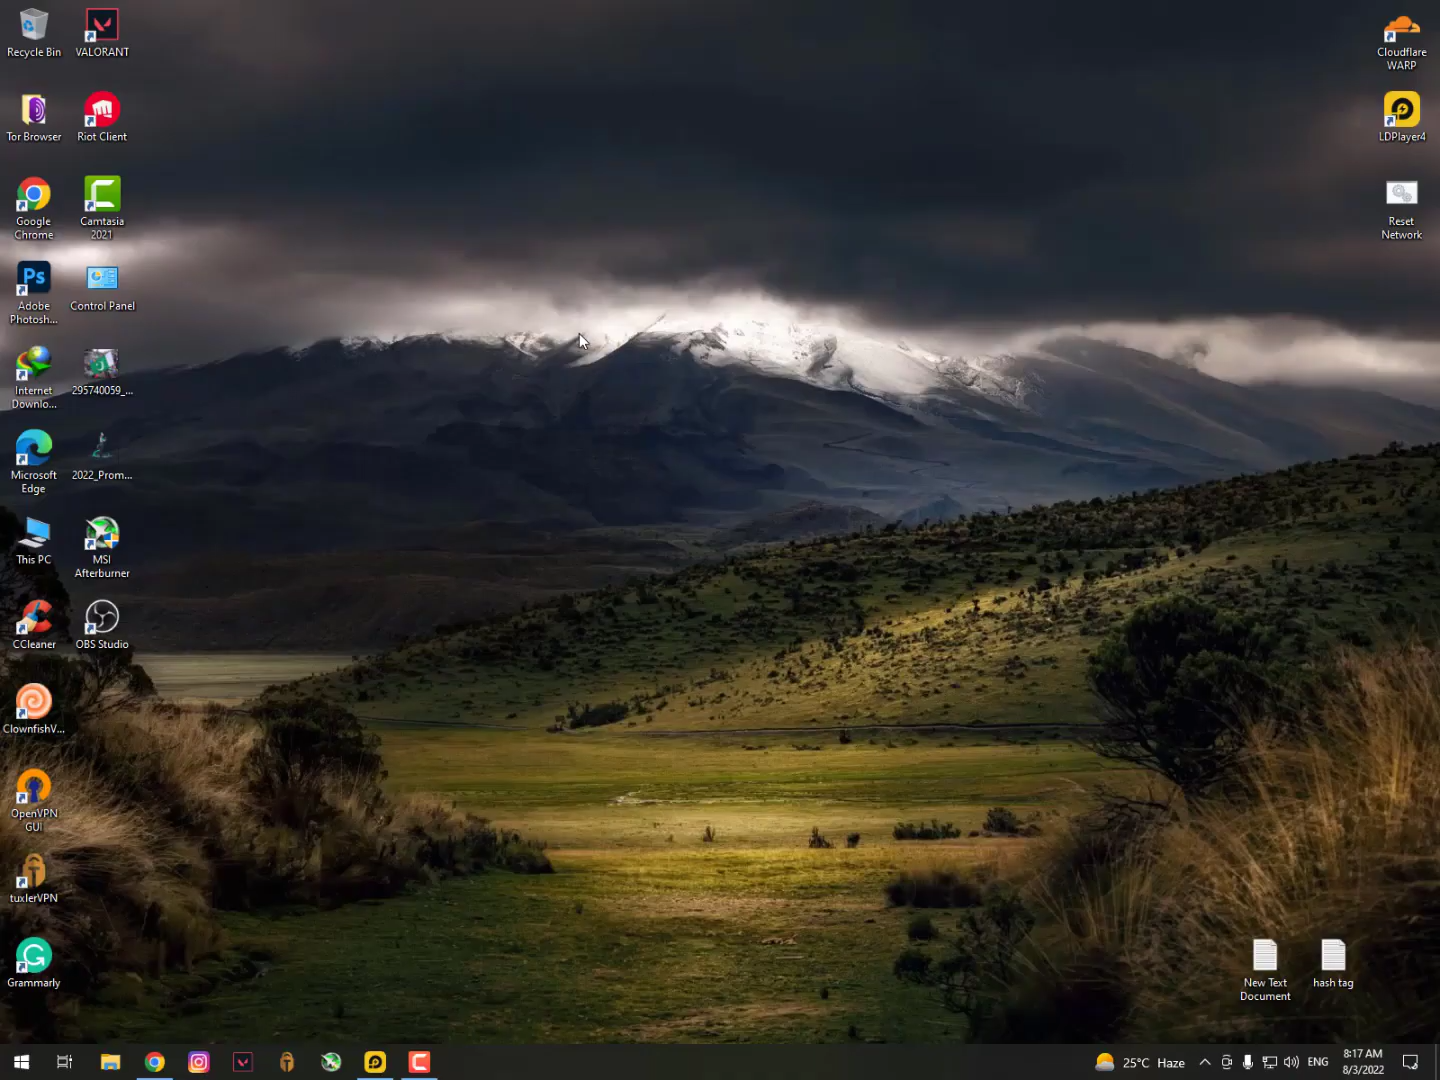 Recycle Bin
VALORANT
Tor Browser
Riot Client
Google
Chrome
Camtasia
2021
Ps
Adobe
Photosh...
Control Panel
Internet
Downlo...
295740059_...
Microsoft
Edge
2022_Prom...
This PC
MSI
Afterburner
CCleaner
OBS Studio
ClownfishV...
OpenVPN
GUI
tuxlerVPN
Grammarly
Cloudflare
WARP
LDPlayer4
Reset
Network
New Text
Document
hash tag
25°C Haze
ENG
8:17 AM
8/3/2022